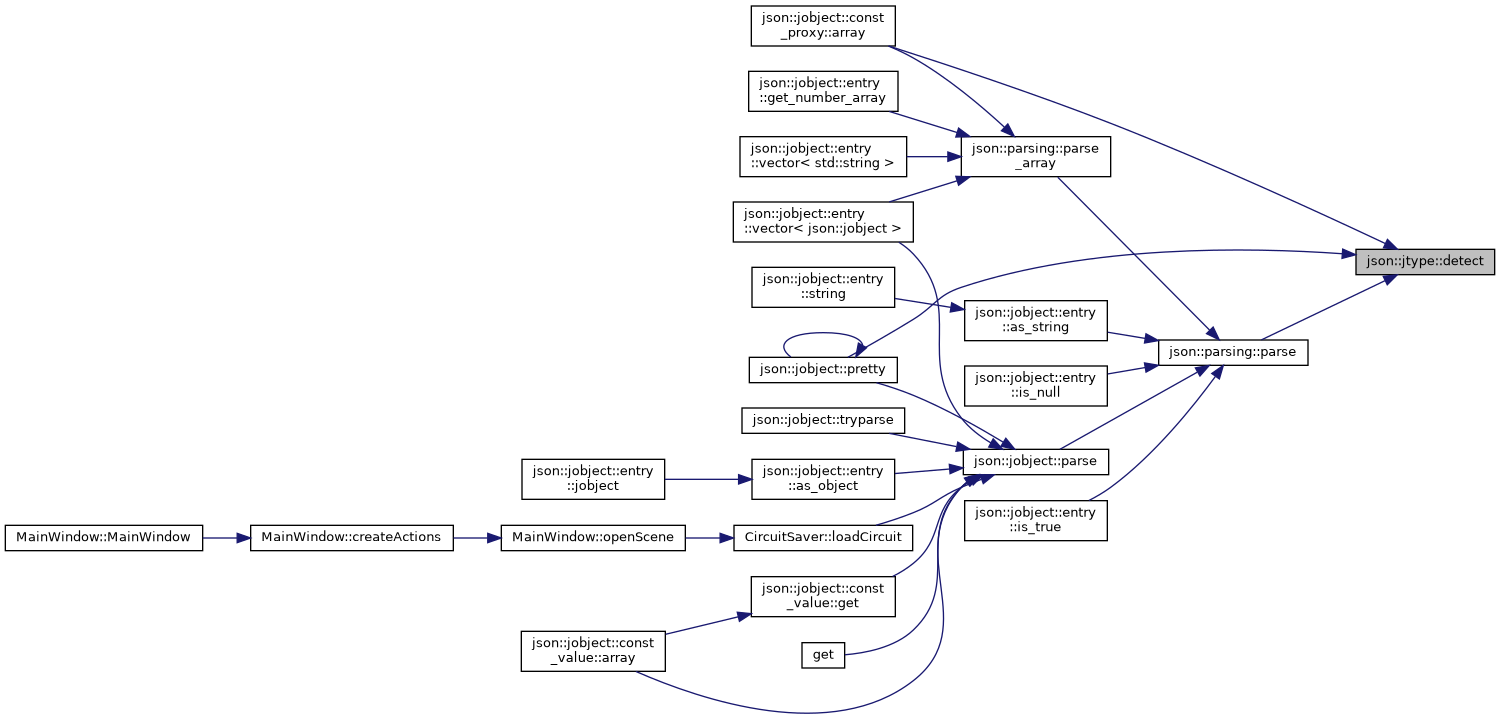 json::jobject::const
_proxy::array
json::jobject::entry
::get_number_array
json::jobject::entry
::vector< std::string >
json::parsing::parse
_array
json::jobject::entry
::vector< json::jobject >
json::jtype::detect
json::jobject::entry
::string
json::jobject::entry
::as_string
json::parsing::parse
json::jobject::pretty
json::jobject::entry
::is_null
json::jobject::tryparse
json::jobject::parse
json::jobject::entry
::jobject
json::jobject::entry
::as_object
json::jobject::entry
::is_true
MainWindow::MainWindow
MainWindow::createActions
MainWindow::openScene
CircuitSaver::loadCircuit
json::jobject::const
_value::get
json::jobject::const
_value::array
get